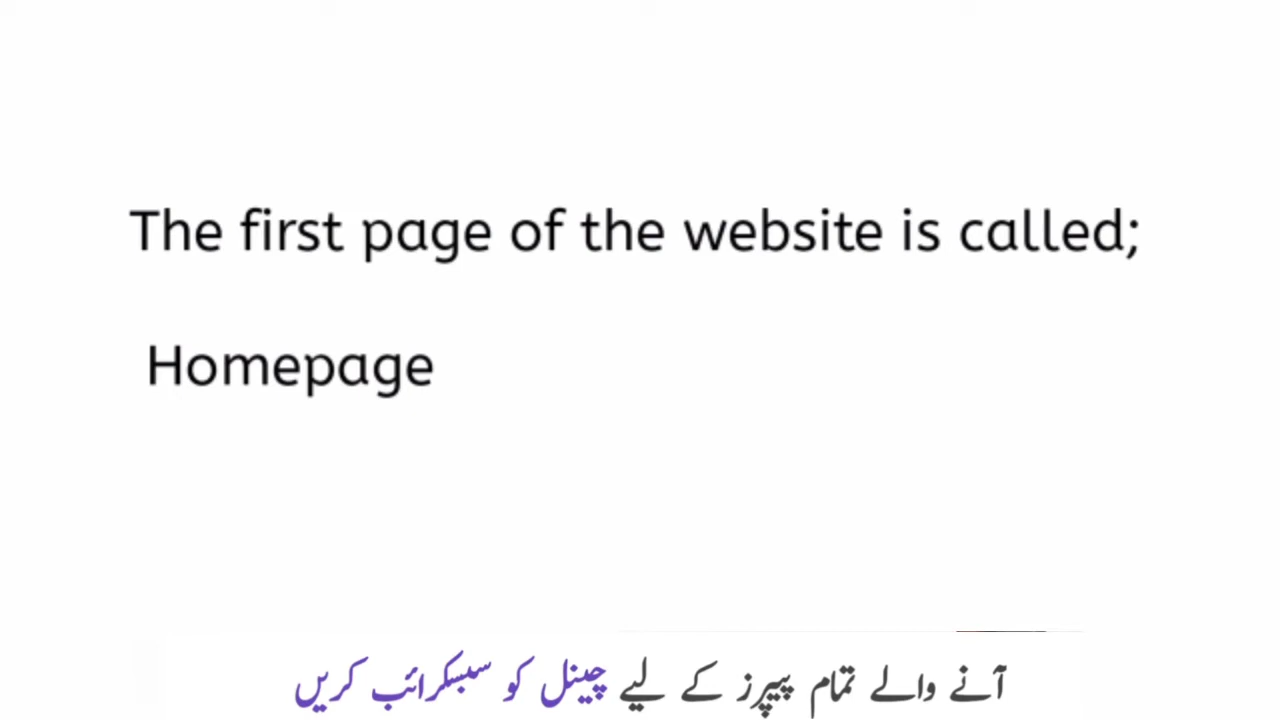 The first page of the website is called;
Homepage
آنے والے تمام پیپرز کے لیے چینل کو سبسکرائب کریں